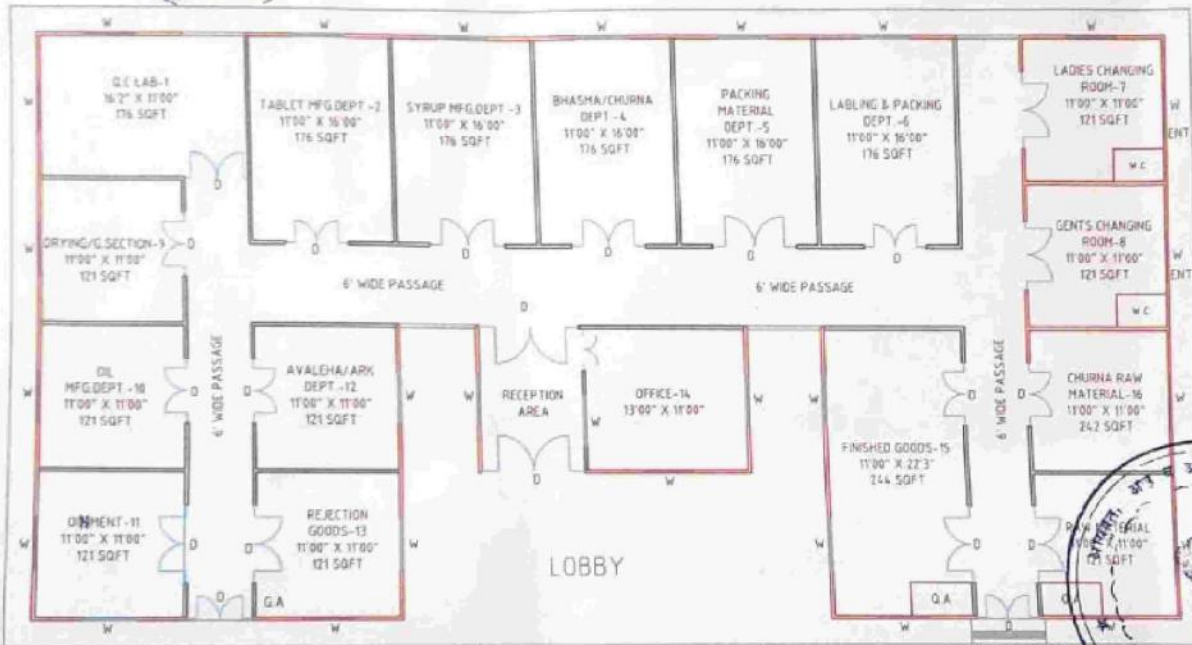 Q.C LAB-1
16'2" X 11'00"
176 SQFT
TABLET MFG.DEPT -2
11'00" X 16'00"
176 SQFT
SYRUP MFG.DEPT -3
11'00" X 16'00"
176 SQFT
BHASMA/CHURNA
DEPT -4
11'00" X 16'00"
176 SQFT
PACKING
MATERIAL
DEPT -5
11'00" X 16'00"
176 SQFT
LABLING & PACKING
DEPT.-6
11'00" X 16'00"
176 SQFT
LADIES CHANGING
ROOM-7
11'00" X 11'00"
121 SQFT
W.C
W
ENT
DRYING/G.SECTION-9
11'00" X 11'00"
121 SQFT
GENTS CHANGING
ROOM-8
11'00" X 11'00"
121 SQFT
W.C
W
ENT
6' WIDE PASSAGE
6' WIDE PASSAGE
OIL
MFG.DEPT -10
11'00" X 11'00"
121 SQFT
6' WIDE PASSAGE
AVALEHA/ARK
DEPT -12
11'00" X 11'00"
121 SQFT
RECEPTION
AREA
OFFICE-14
13'00" X 11'00"
6' WIDE PASSAGE
CHURNA RAW
MATERIAL-16
11'00" X 11'00"
242 SQFT
FINISHED GOODS-15
11'00" X 22'3"
244 SQFT
11'00" X 11'00"
121 SQFT
REJECTION
GOODS-13
11'00" X 11'00"
121 SQFT
RAW MATERIAL
121 SQFT
LOBBY
G.A
Q.A